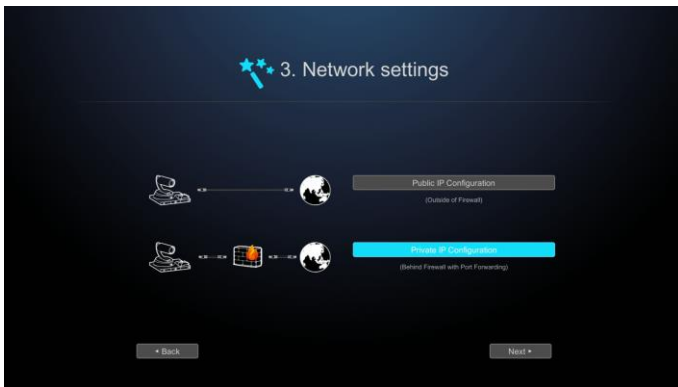 3. Network settings
Public IP Configuration
(Outside of Firewall)
Private IP Configuration
(Behind Firewall with Port Forwarding)
Back
Next